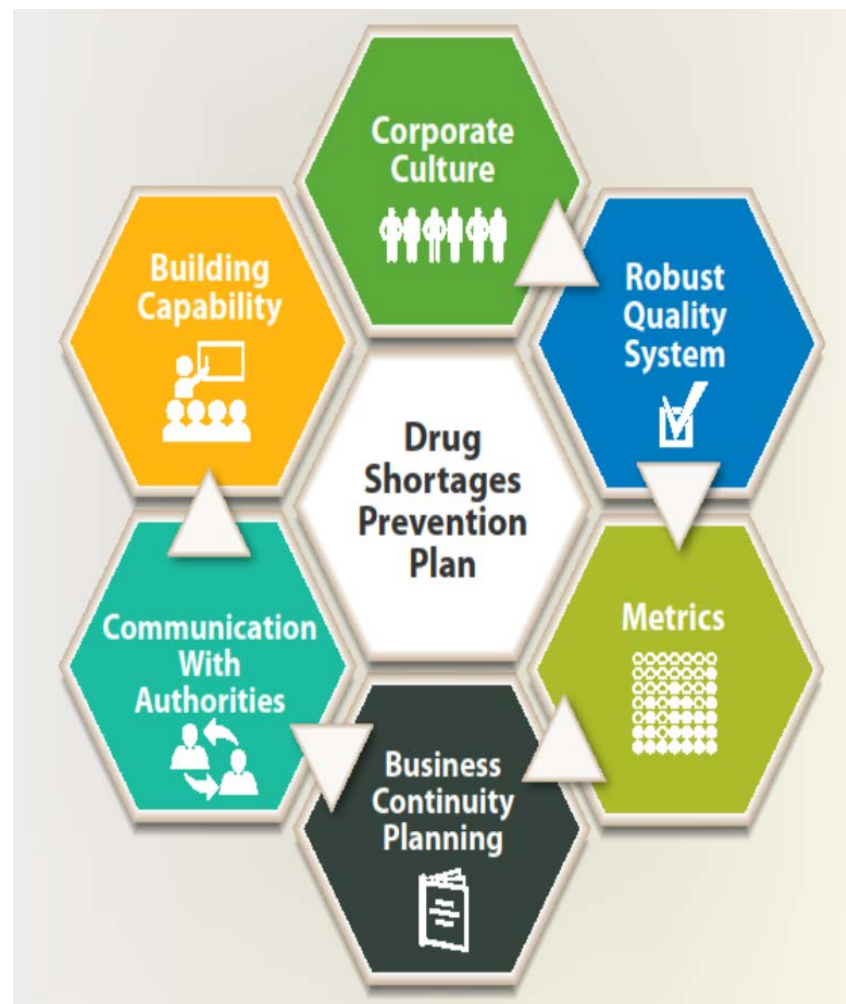 Corporate
Culture
Robust
Quality
System
Metrics
Business
Continuity
Planning
Communication
With
Authorities
Building
Capability
Drug
Shortages
Prevention
Plan